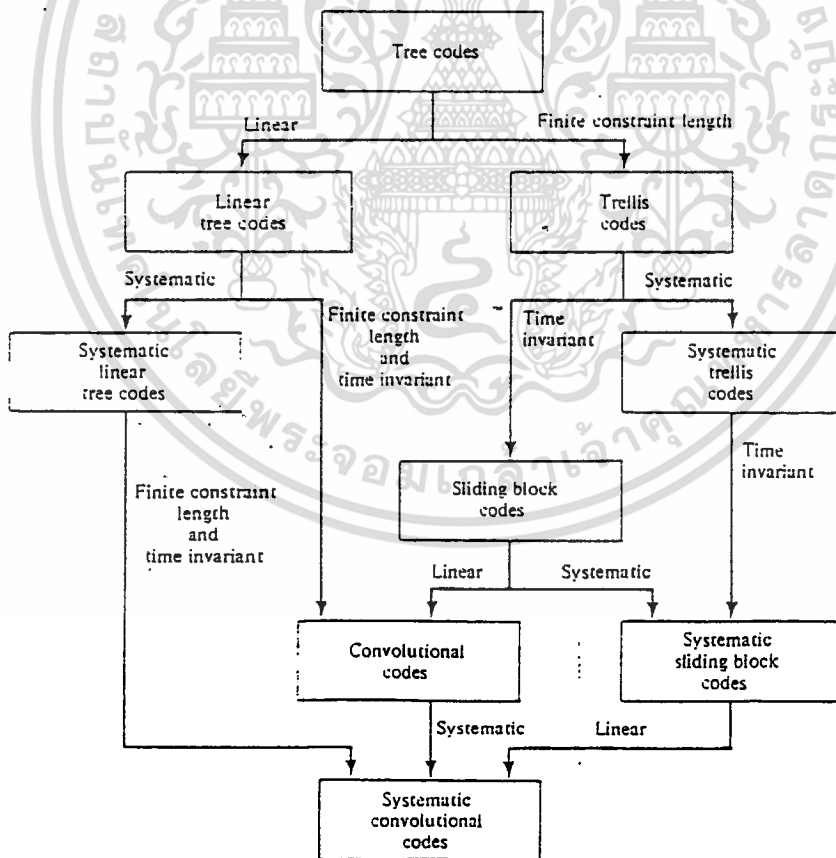 Tree codes
Linear
Finite constraint length
Linear
tree codes
Trellis
codes
Systematic
Systematic
Finite constraint
length
and
time invariant
Time
invariant
Systematic
linear
tree codes
Systematic
trellis
codes
Time
invariant
Finite constraint
length
and
time invariant
Sliding block
codes
Linear
Systematic
Convolutional
codes
Systematic
sliding block
codes
Systematic
Linear
Systematic
convolutional
codes